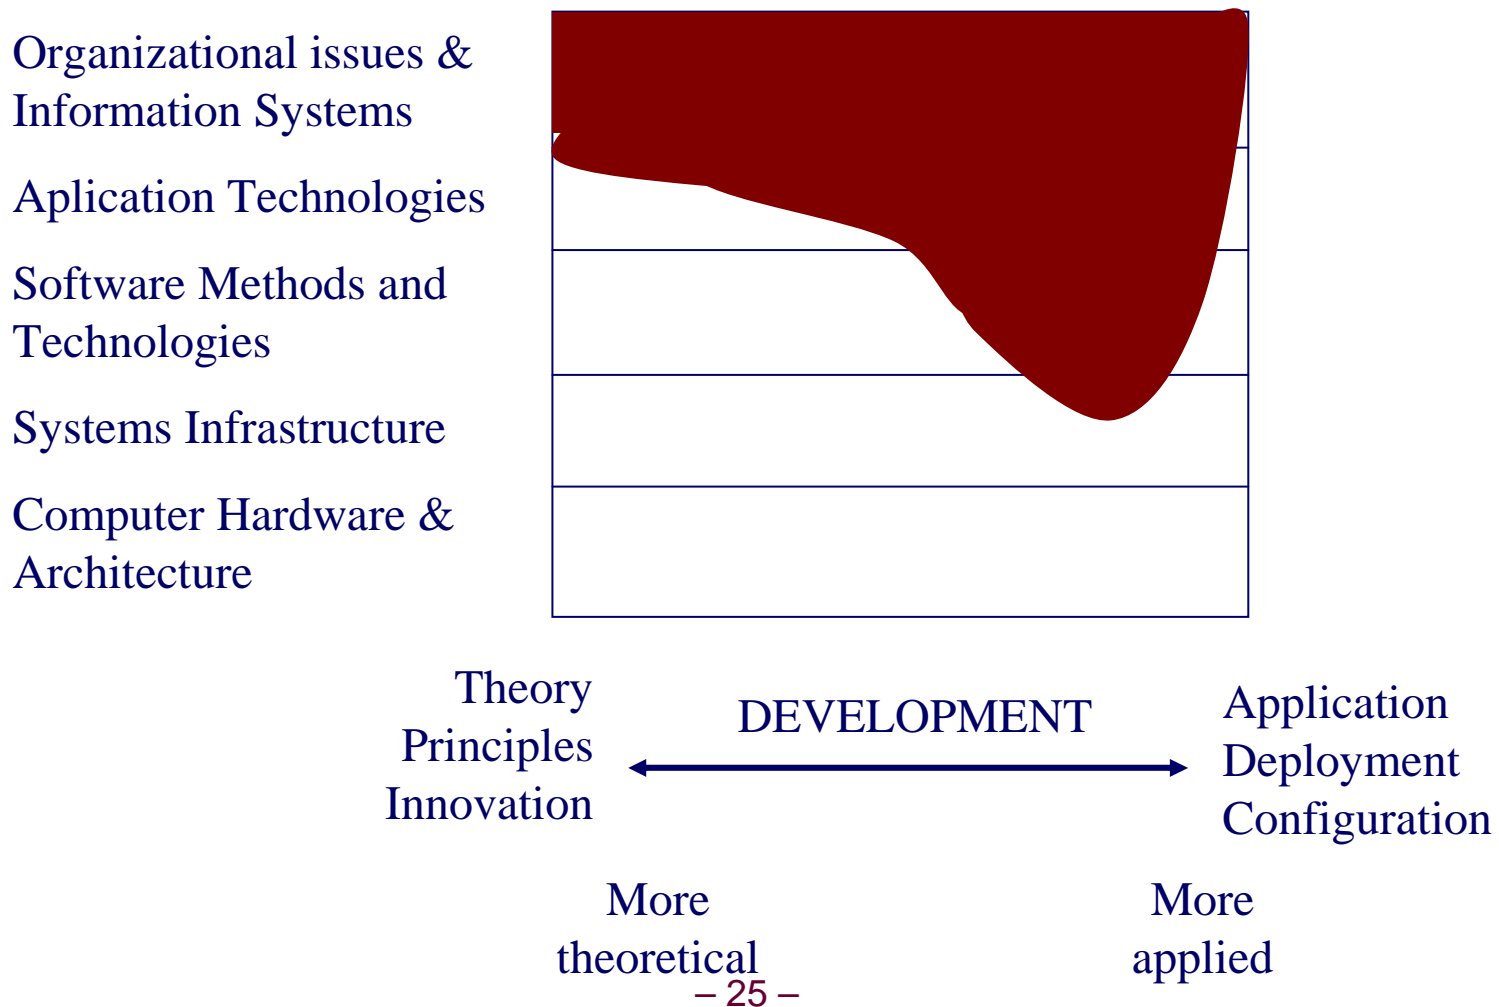 Organizational issues &
Information Systems
Aplication Technologies
Software Methods and
Technologies
Systems Infrastructure
Computer Hardware &
Architecture
Theory
Principles
Innovation
DEVELOPMENT
Application
Deployment
Configuration
More
theoretical
More
applied
– 25 –